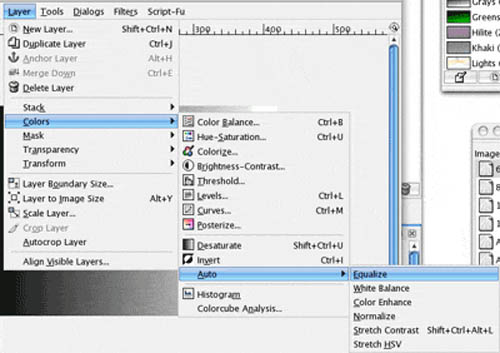 Layer Tools Dialogs Filters Script-Fu
New Layer... Shift+Ctrl+N
Duplicate Layer Ctrl+J
Anchor Layer Alt+H
Merge Down Ctrl+E
Delete Layer
Stack
Colors
Mask
Transparency
Transform
Layer Boundary Size...
Layer to Image Size Alt+Y
Scale Layer...
Crop Layer
Autocrop Layer
Align Visible Layers...
300 400 500
Color Balance... Ctrl+B
Hue-Saturation... Ctrl+U
Colorize...
Brightness-Contrast...
Threshold...
Levels... Ctrl+L
Curves... Ctrl+M
Posterize...
Desaturate Shift+Ctrl+U
Invert Ctrl+I
Auto
Histogram
Colorcube Analysis...
Equalize
White Balance
Color Enhance
Normalize
Stretch Contrast Shift+Ctrl+Alt+L
Stretch HSV
Grays
Greens
Hilite (2
Khaki (2
Lights (
Image